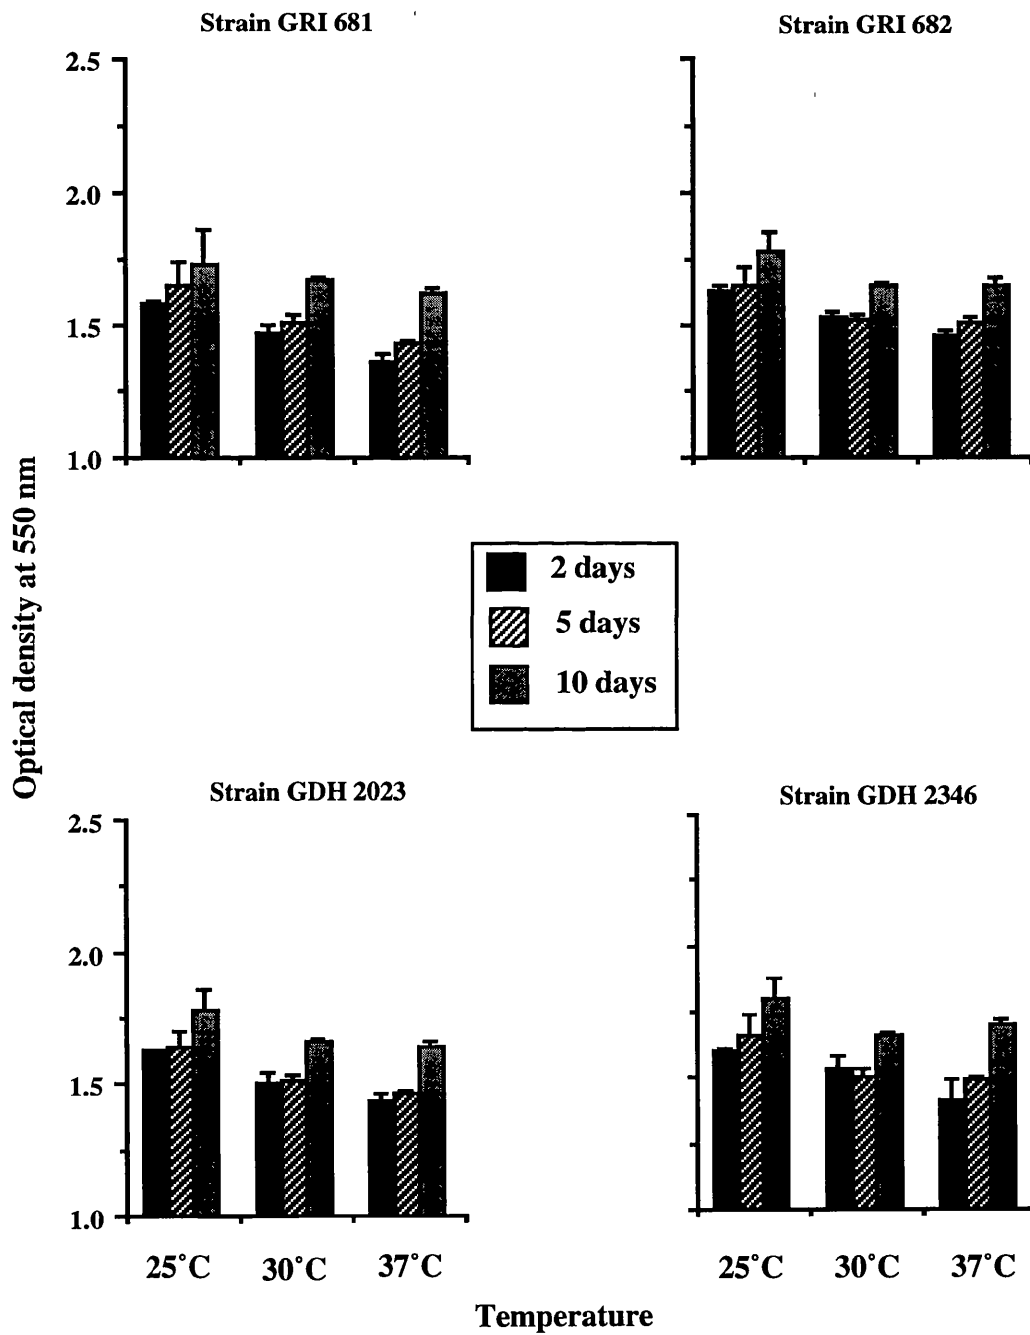 Strain GRI 681
Strain GRI 682
2.5
2.0
1.5
1.0
Optical density at 550 nm
2 days
5 days
10 days
Strain GDH 2023
Strain GDH 2346
2.5
2.0
1.5
1.0
25°C
30°C
37°C
25°C
30°C
37°C
Temperature